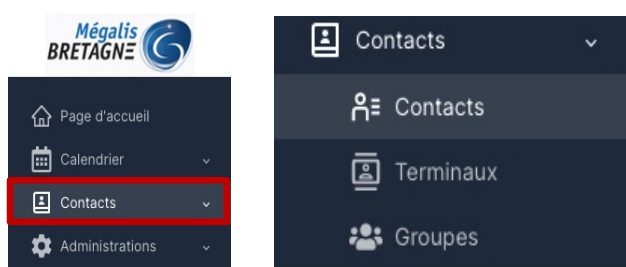 Mégalis
BRETAGNE
Page d'accueil
Calendrier
Contacts
Administrations
Contacts
Contacts
Terminaux
Groupes